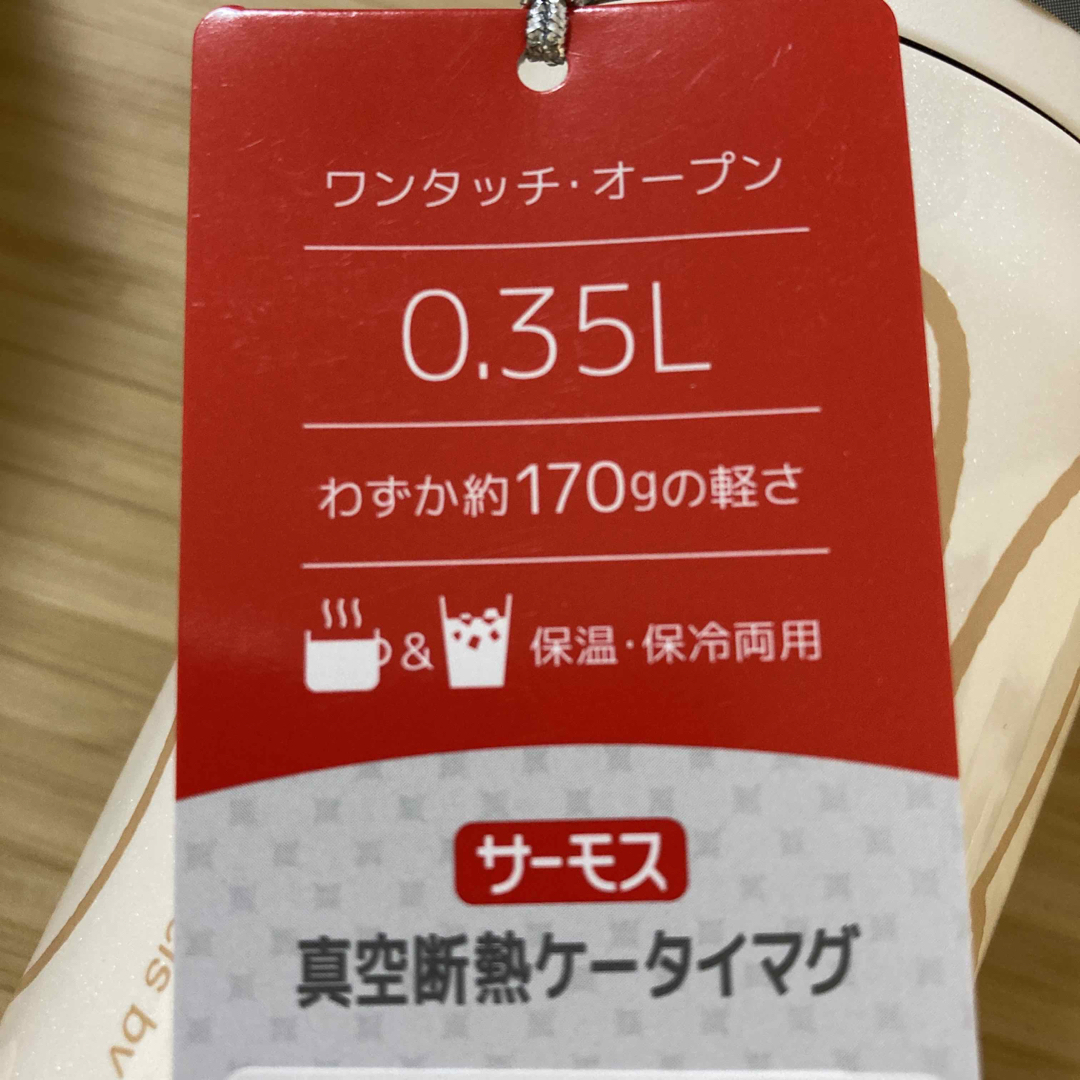 ワンタッチ・オープン
0.35L
わずか約170gの軽さ
& 保温・保冷両用
サーモス
真空断熱ケータイマグ